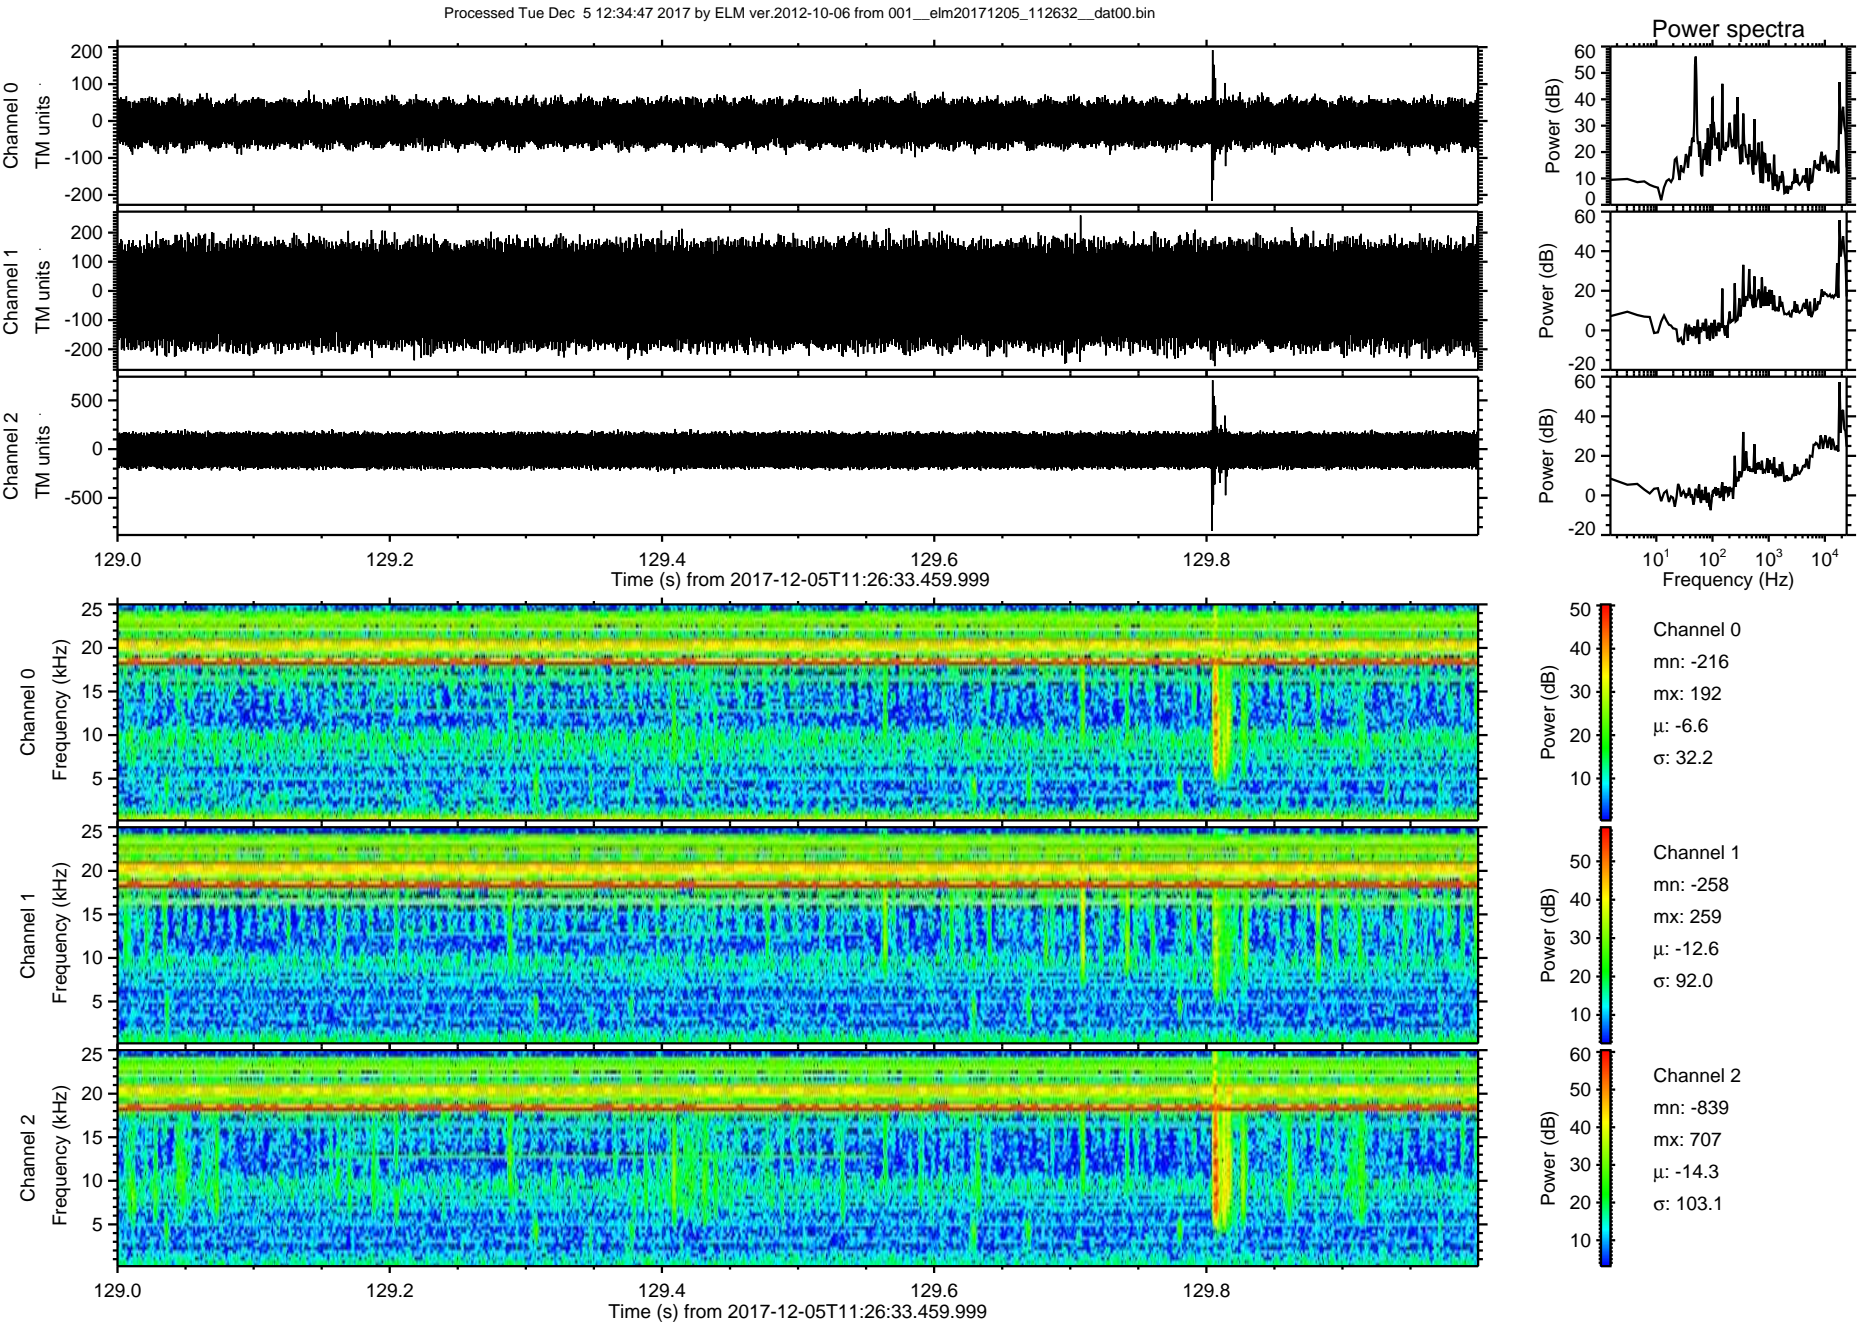 Processed Tue Dec  5 12:34:47 2017 by ELM ver.2012-10-06 from 001__elm20171205_112632__dat00.bin
Power spectra
Channel 0
TM units
200
100
0
-100
-200
Power (dB)
60
50
40
30
20
10
0
Channel 1
TM units
200
100
0
-100
-200
Power (dB)
60
40
20
0
-20
Channel 2
TM units
500
0
-500
Power (dB)
60
40
20
0
-20
129.0 129.2 129.4 129.6 129.8
Time (s) from 2017-12-05T11:26:33.459.999
10^1 10^2 10^3 10^4
Frequency (Hz)
Channel 0
Frequency (kHz)
25
20
15
10
5
Power (dB)
50
40
30
20
10
Channel 0
mn: -216
mx: 192
μ: -6.6
σ: 32.2
Channel 1
Frequency (kHz)
25
20
15
10
5
Power (dB)
50
40
30
20
10
Channel 1
mn: -258
mx: 259
μ: -12.6
σ: 92.0
Channel 2
Frequency (kHz)
25
20
15
10
5
Power (dB)
60
50
40
30
20
10
Channel 2
mn: -839
mx: 707
μ: -14.3
σ: 103.1
129.0 129.2 129.4 129.6 129.8
Time (s) from 2017-12-05T11:26:33.459.999